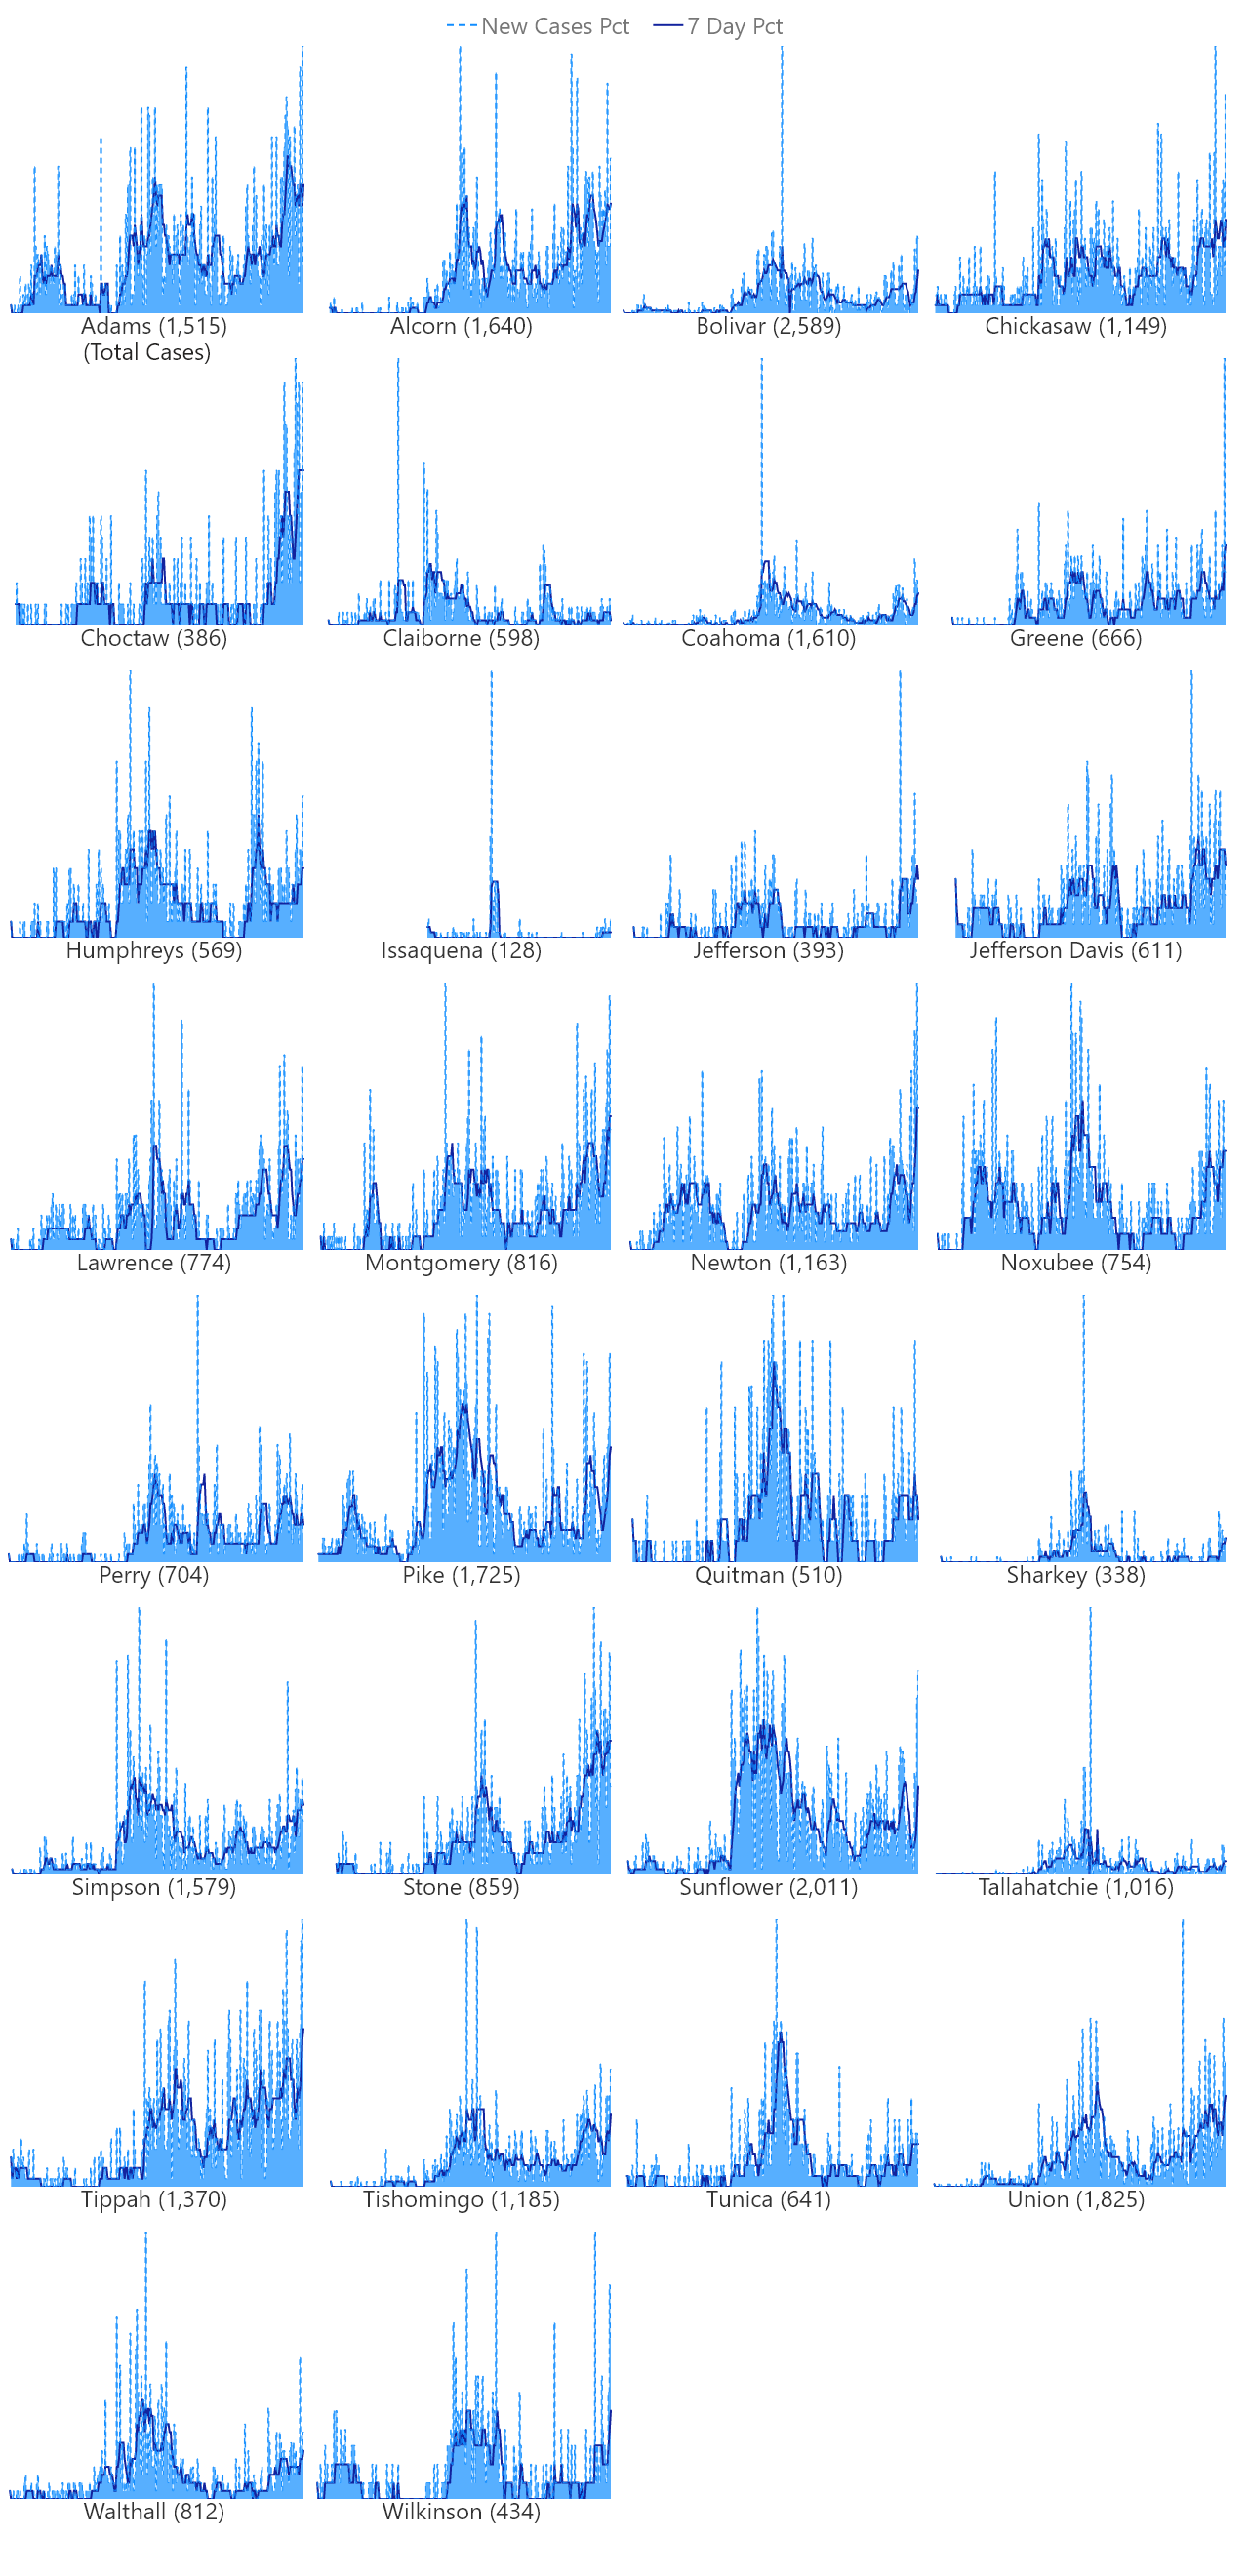 New Cases Pct 7 Day Pct
Adams (1,515) Alcorn (1,640) Bolivar (2,589) Chickasaw (1,149)
(Total Cases)
Choctaw (386) Claiborne (598) Coahoma (1,610) Greene (666)
Humphreys (569) Issaquena (128) Jefferson (393) Jefferson Davis (611)
Lawrence (774) Montgomery (816) Newton (1,163) Noxubee (754)
Perry (704) Pike (1,725) Quitman (510) Sharkey (338)
Simpson (1,579) Stone (859) Sunflower (2,011) Tallahatchie (1,016)
Tippah (1,370) Tishomingo (1,185) Tunica (641) Union (1,825)
Walthall (812) Wilkinson (434)